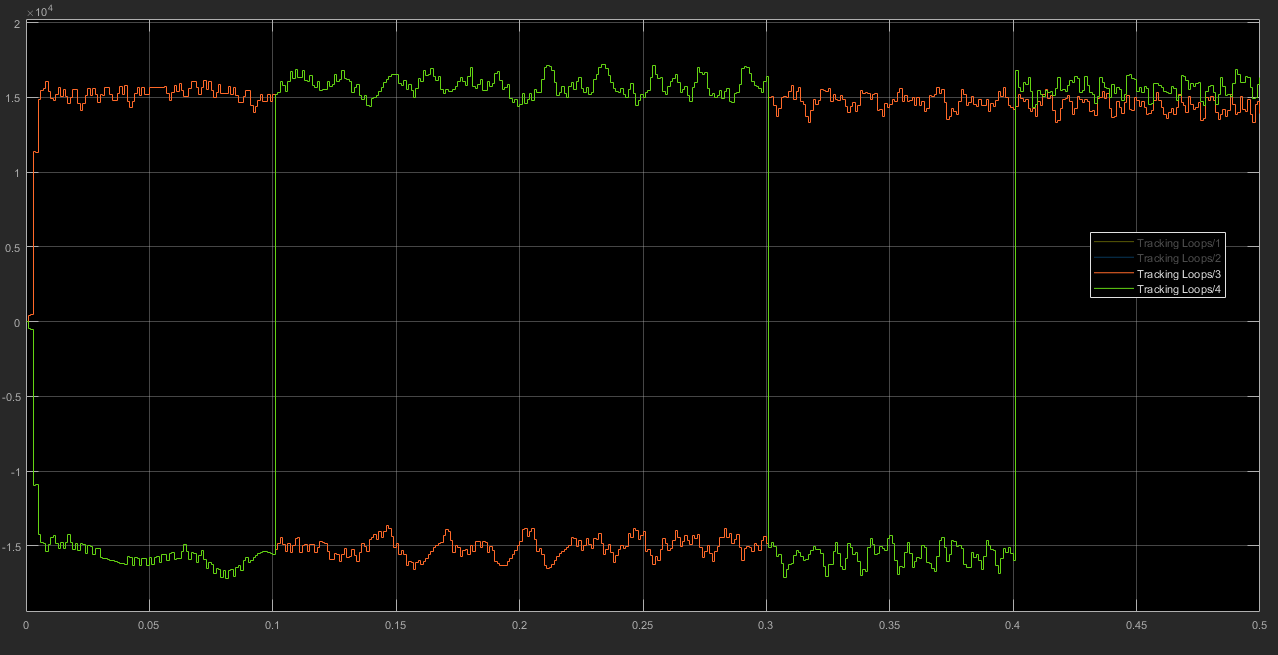 ×10⁴
2
1.5
1
0.5
0
-0.5
-1
-1.5
Tracking Loops/1
Tracking Loops/2
Tracking Loops/3
Tracking Loops/4
0 0.05 0.1 0.15 0.2 0.25 0.3 0.35 0.4 0.45 0.5